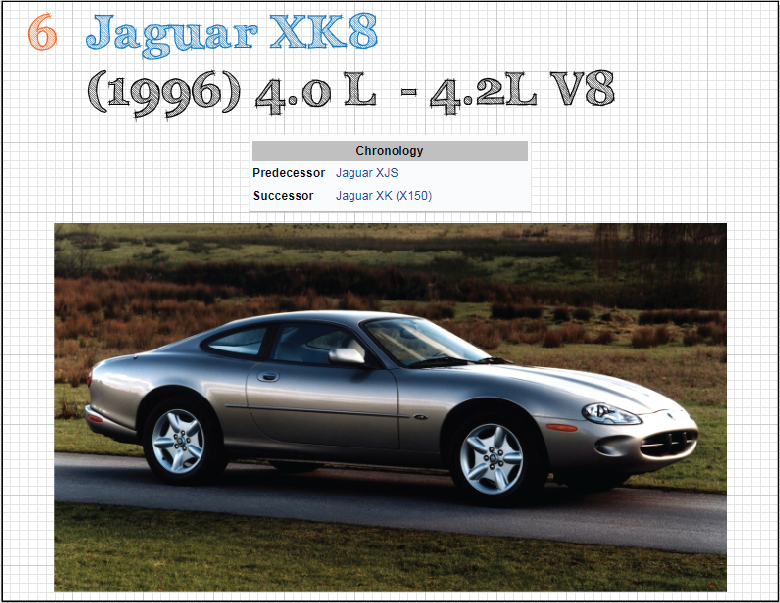 6 Jaguar XK8
(1996) 4.0 L - 4.2L V8
Chronology
Predecessor Jaguar XJS
Successor Jaguar XK (X150)